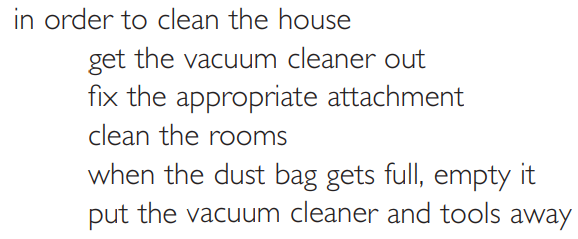 in order to clean the house
get the vacuum cleaner out
fix the appropriate attachment
clean the rooms
when the dust bag gets full, empty it
put the vacuum cleaner and tools away